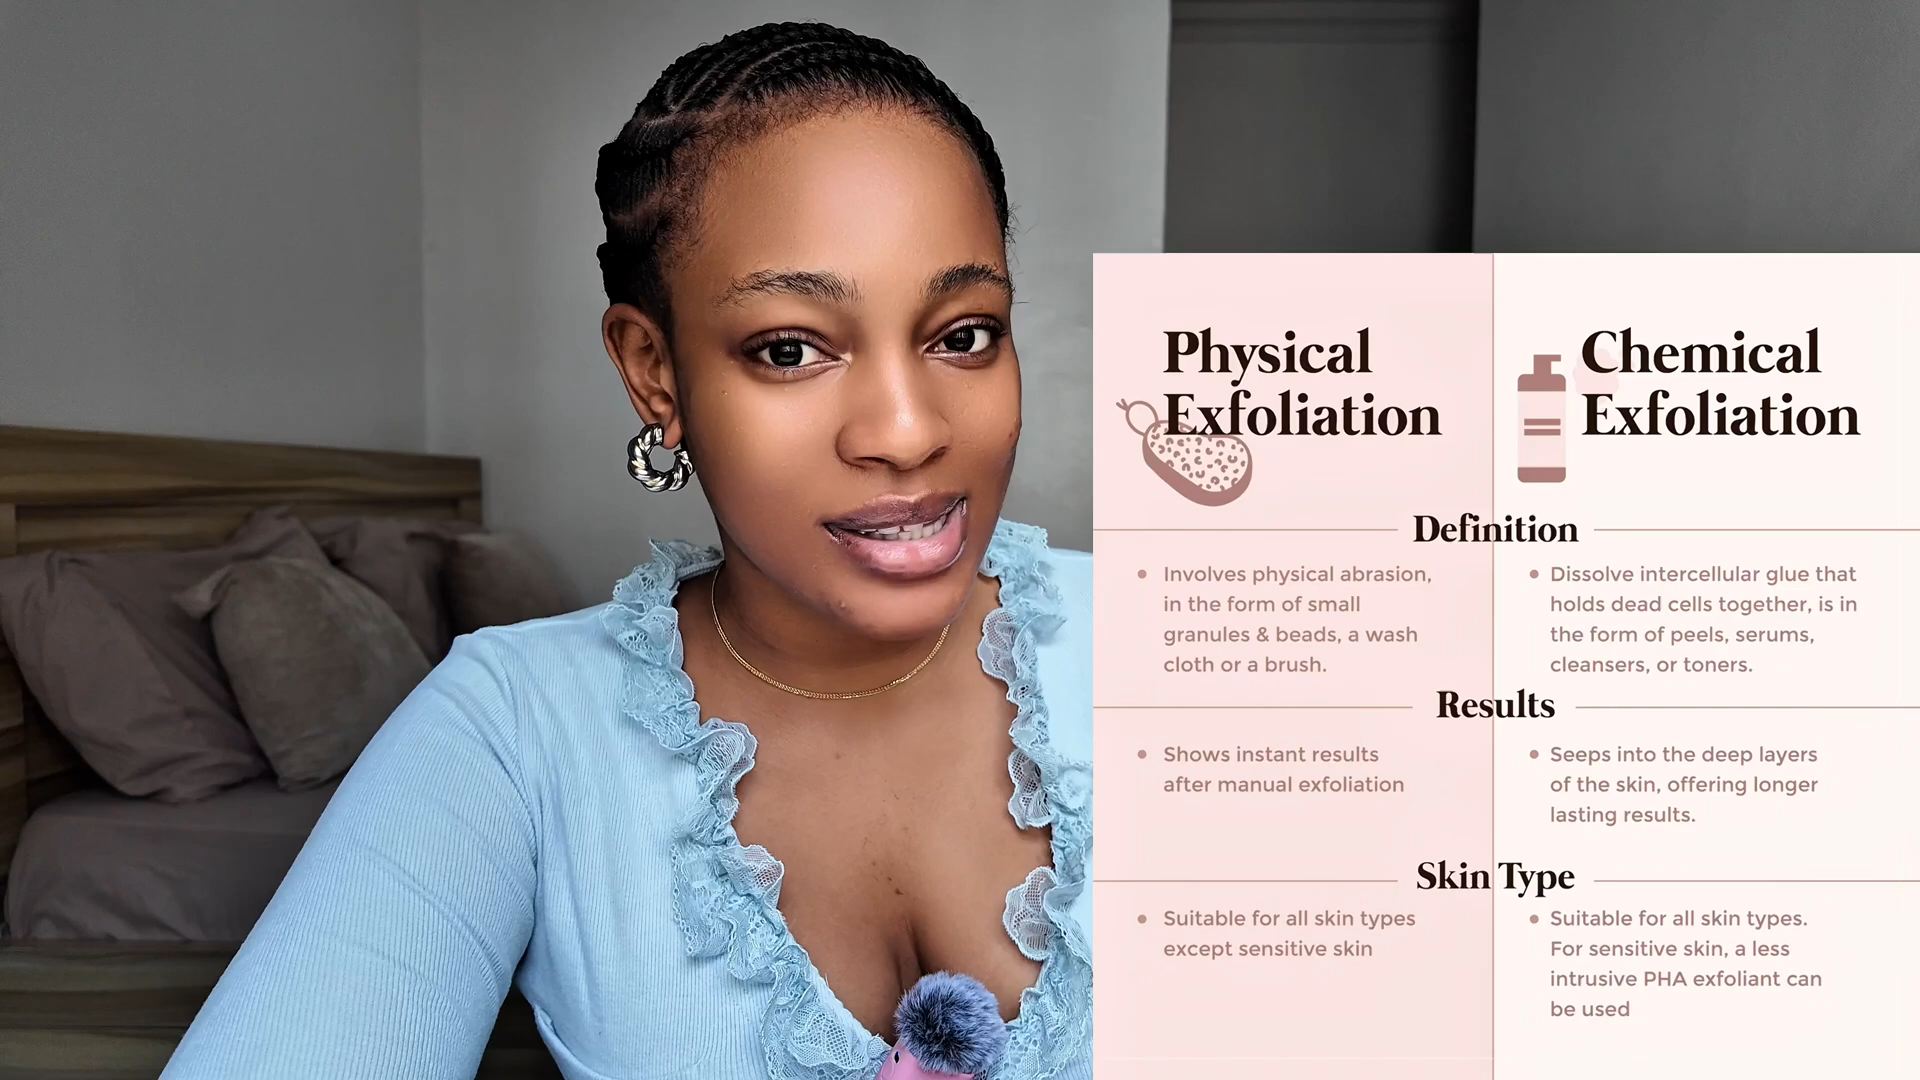 Physical
Exfoliation
Chemical
Exfoliation
Definition
Involves physical abrasion,
in the form of small
granules & beads, a wash
cloth or a brush.
Dissolve intercellular glue that
holds dead cells together, is in
the form of peels, serums,
cleansers, or toners.
Results
Shows instant results
after manual exfoliation
Seeps into the deep layers
of the skin, offering longer
lasting results.
Skin Type
Suitable for all skin types
except sensitive skin
Suitable for all skin types.
For sensitive skin, a less
intrusive PHA exfoliant can
be used